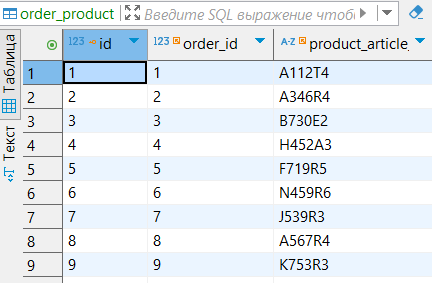 order_product Введите SQL выражение чтобы
Таблица
Текст
123 id 123 order_id A-Z product_article_
1 1 1 A112T4
2 2 2 A346R4
3 3 3 B730E2
4 4 4 H452A3
5 5 5 F719R5
6 6 6 N459R6
7 7 7 J539R3
8 8 8 A567R4
9 9 9 K753R3